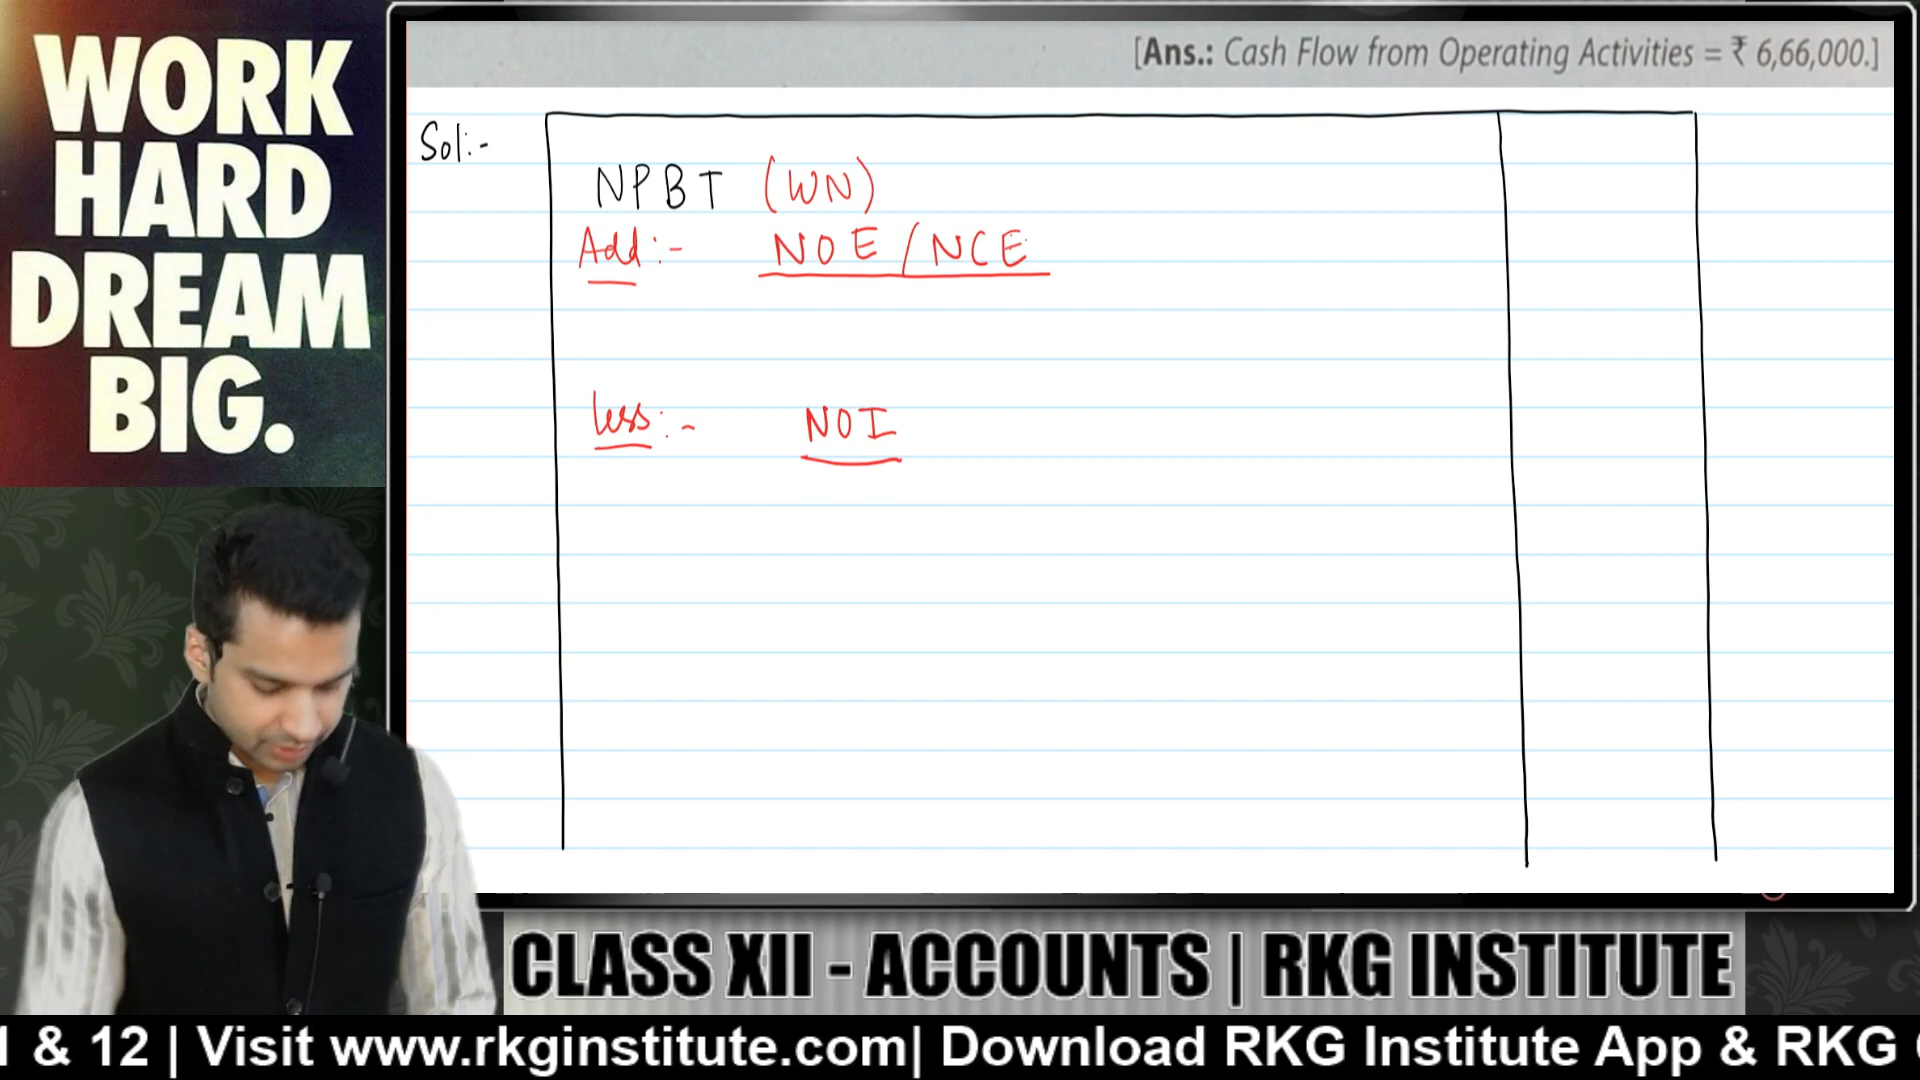 WORK
HARD
DREAM
BIG.
[Ans.: Cash Flow from Operating Activities = ₹ 6,66,000.]
Sol:-
NPBT (WN)
Add:- NOE/NCE
Less:- NOI
CLASS XII - ACCOUNTS | RKG INSTITUTE
1 & 12 | Visit www.rkginstitute.com| Download RKG Institute App & RKG